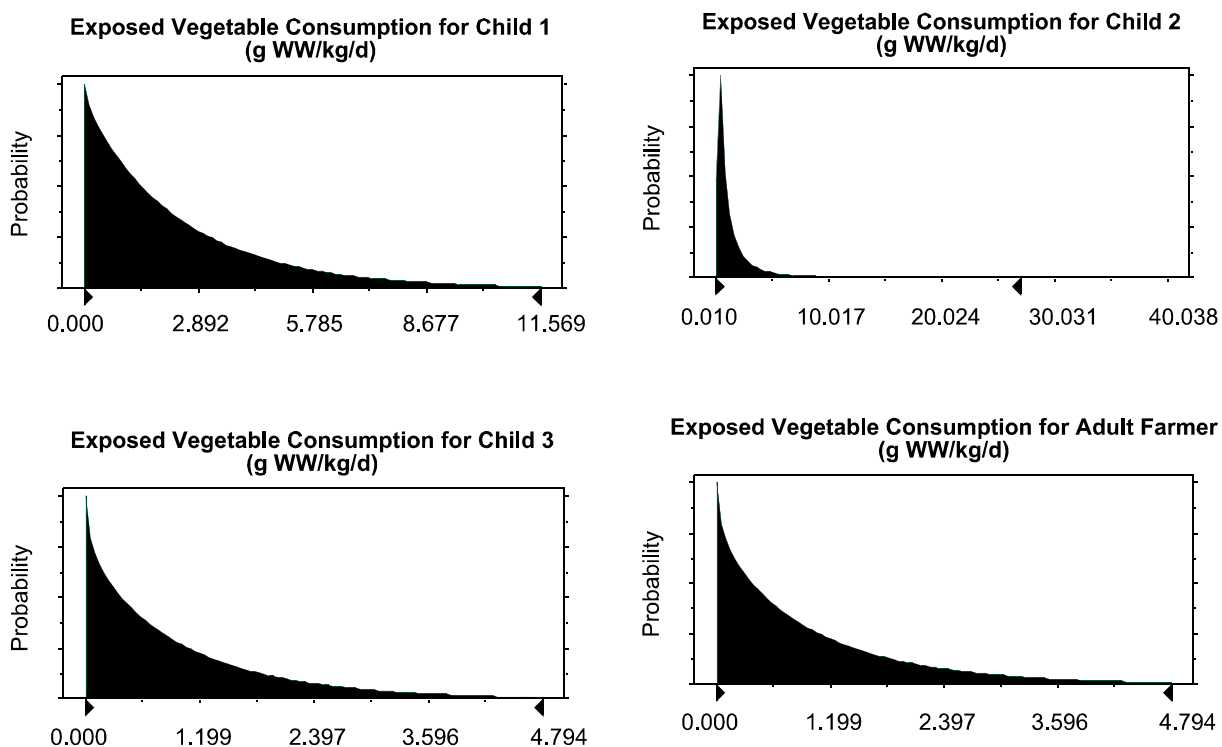 Exposed Vegetable Consumption for Child 1
(g WW/kg/d)
Probability
0.000 2.892 5.785 8.677 11.569
Exposed Vegetable Consumption for Child 2
(g WW/kg/d)
Probability
0.010 10.017 20.024 30.031 40.038
Exposed Vegetable Consumption for Child 3
(g WW/kg/d)
Probability
0.000 1.199 2.397 3.596 4.794
Exposed Vegetable Consumption for Adult Farmer
(g WW/kg/d)
Probability
0.000 1.199 2.397 3.596 4.794